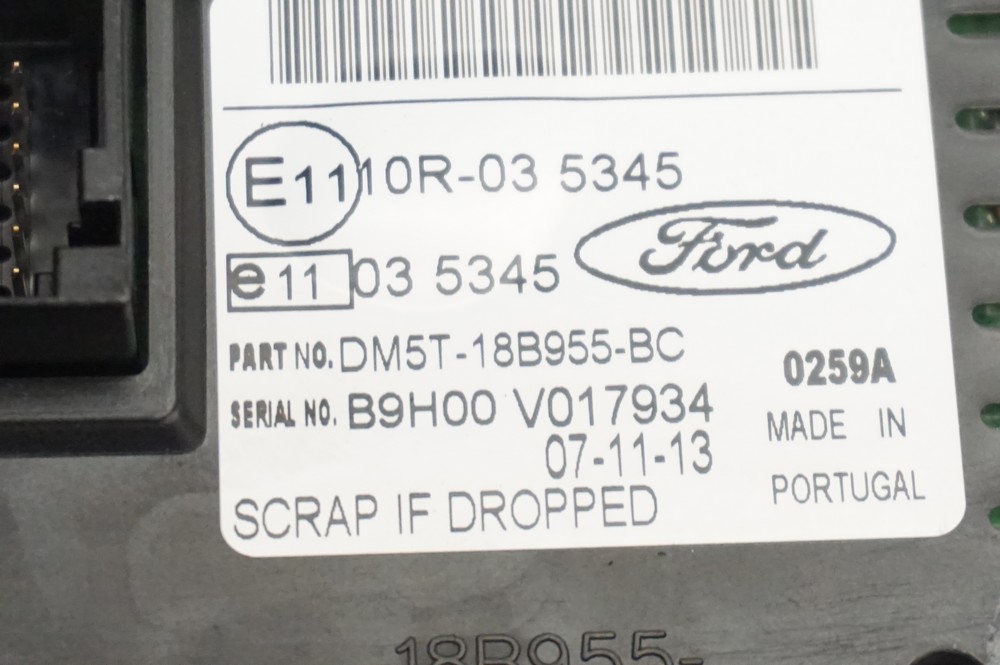 E11 10R-03 5345
e11 03 5345
Ford
PART NO. DM5T-18B955-BC
0259A
SERIAL NO. B9H00 V017934
07-11-13
MADE IN
PORTUGAL
SCRAP IF DROPPED
18B955-